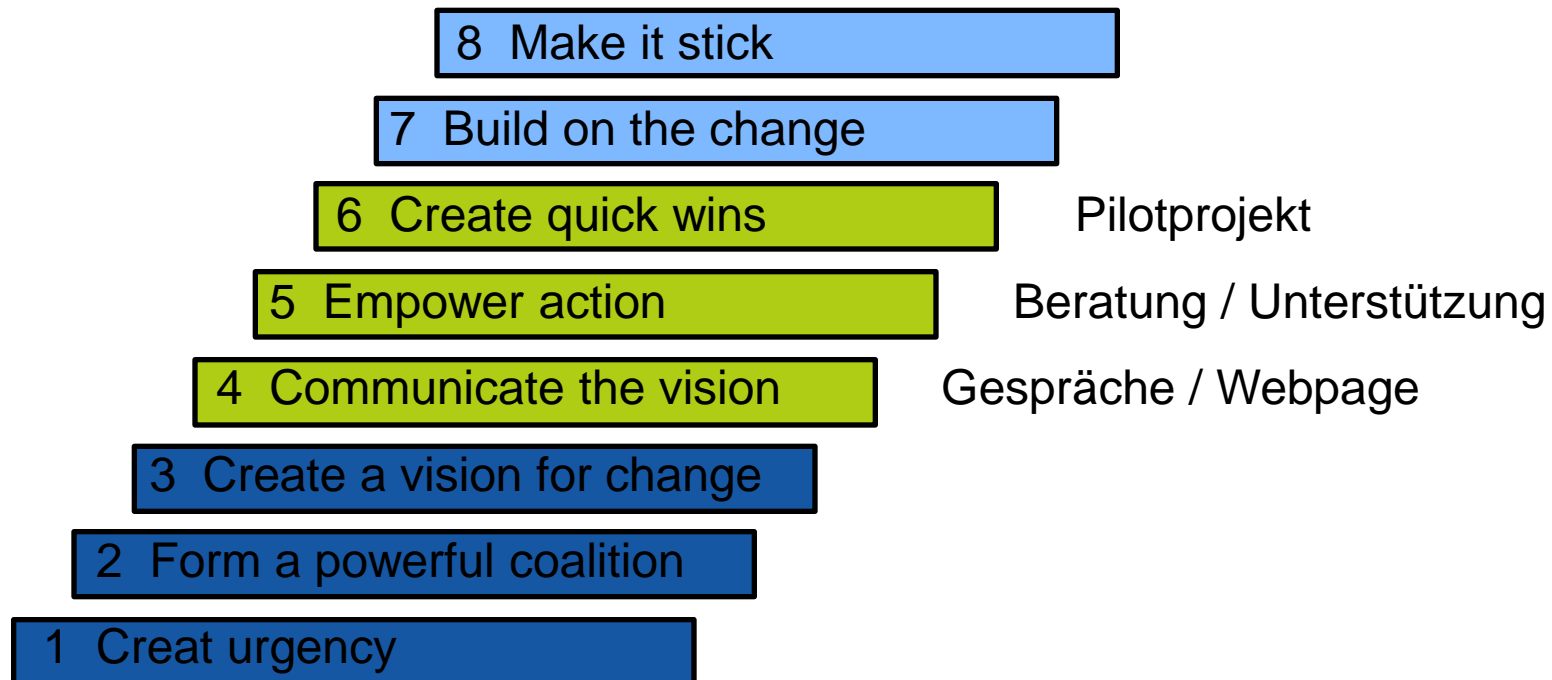 8 Make it stick
7 Build on the change
6 Create quick wins Pilotprojekt
5 Empower action Beratung / Unterstützung
4 Communicate the vision Gespräche / Webpage
3 Create a vision for change
2 Form a powerful coalition
1 Creat urgency